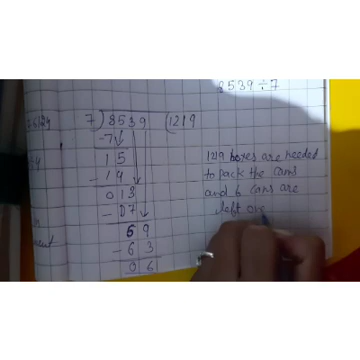 8539÷7
7)8539(1219
-7
15
-14
013
-07
69
-63
06
1219 boxes are needed
to pack the cans
and 6 cans are
left ove